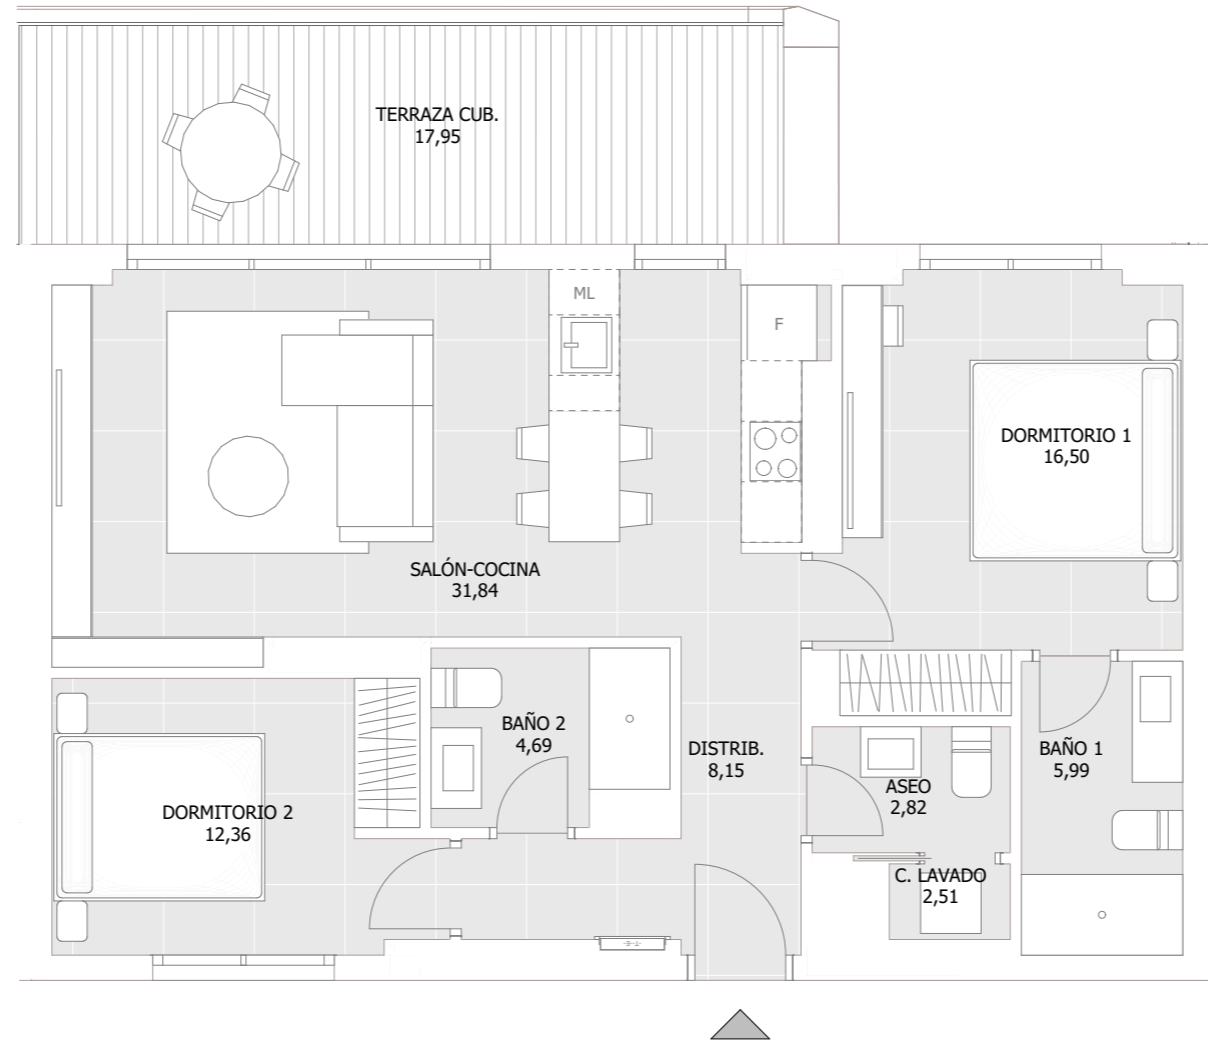 TERRAZA CUB.
17,95
ML
F
DORMITORIO 1
16,50
SALÓN-COCINA
31,84
BAÑO 2
4,69
DISTRIB.
8,15
BAÑO 1
5,99
ASEO
2,82
DORMITORIO 2
12,36
C. LAVADO
2,51